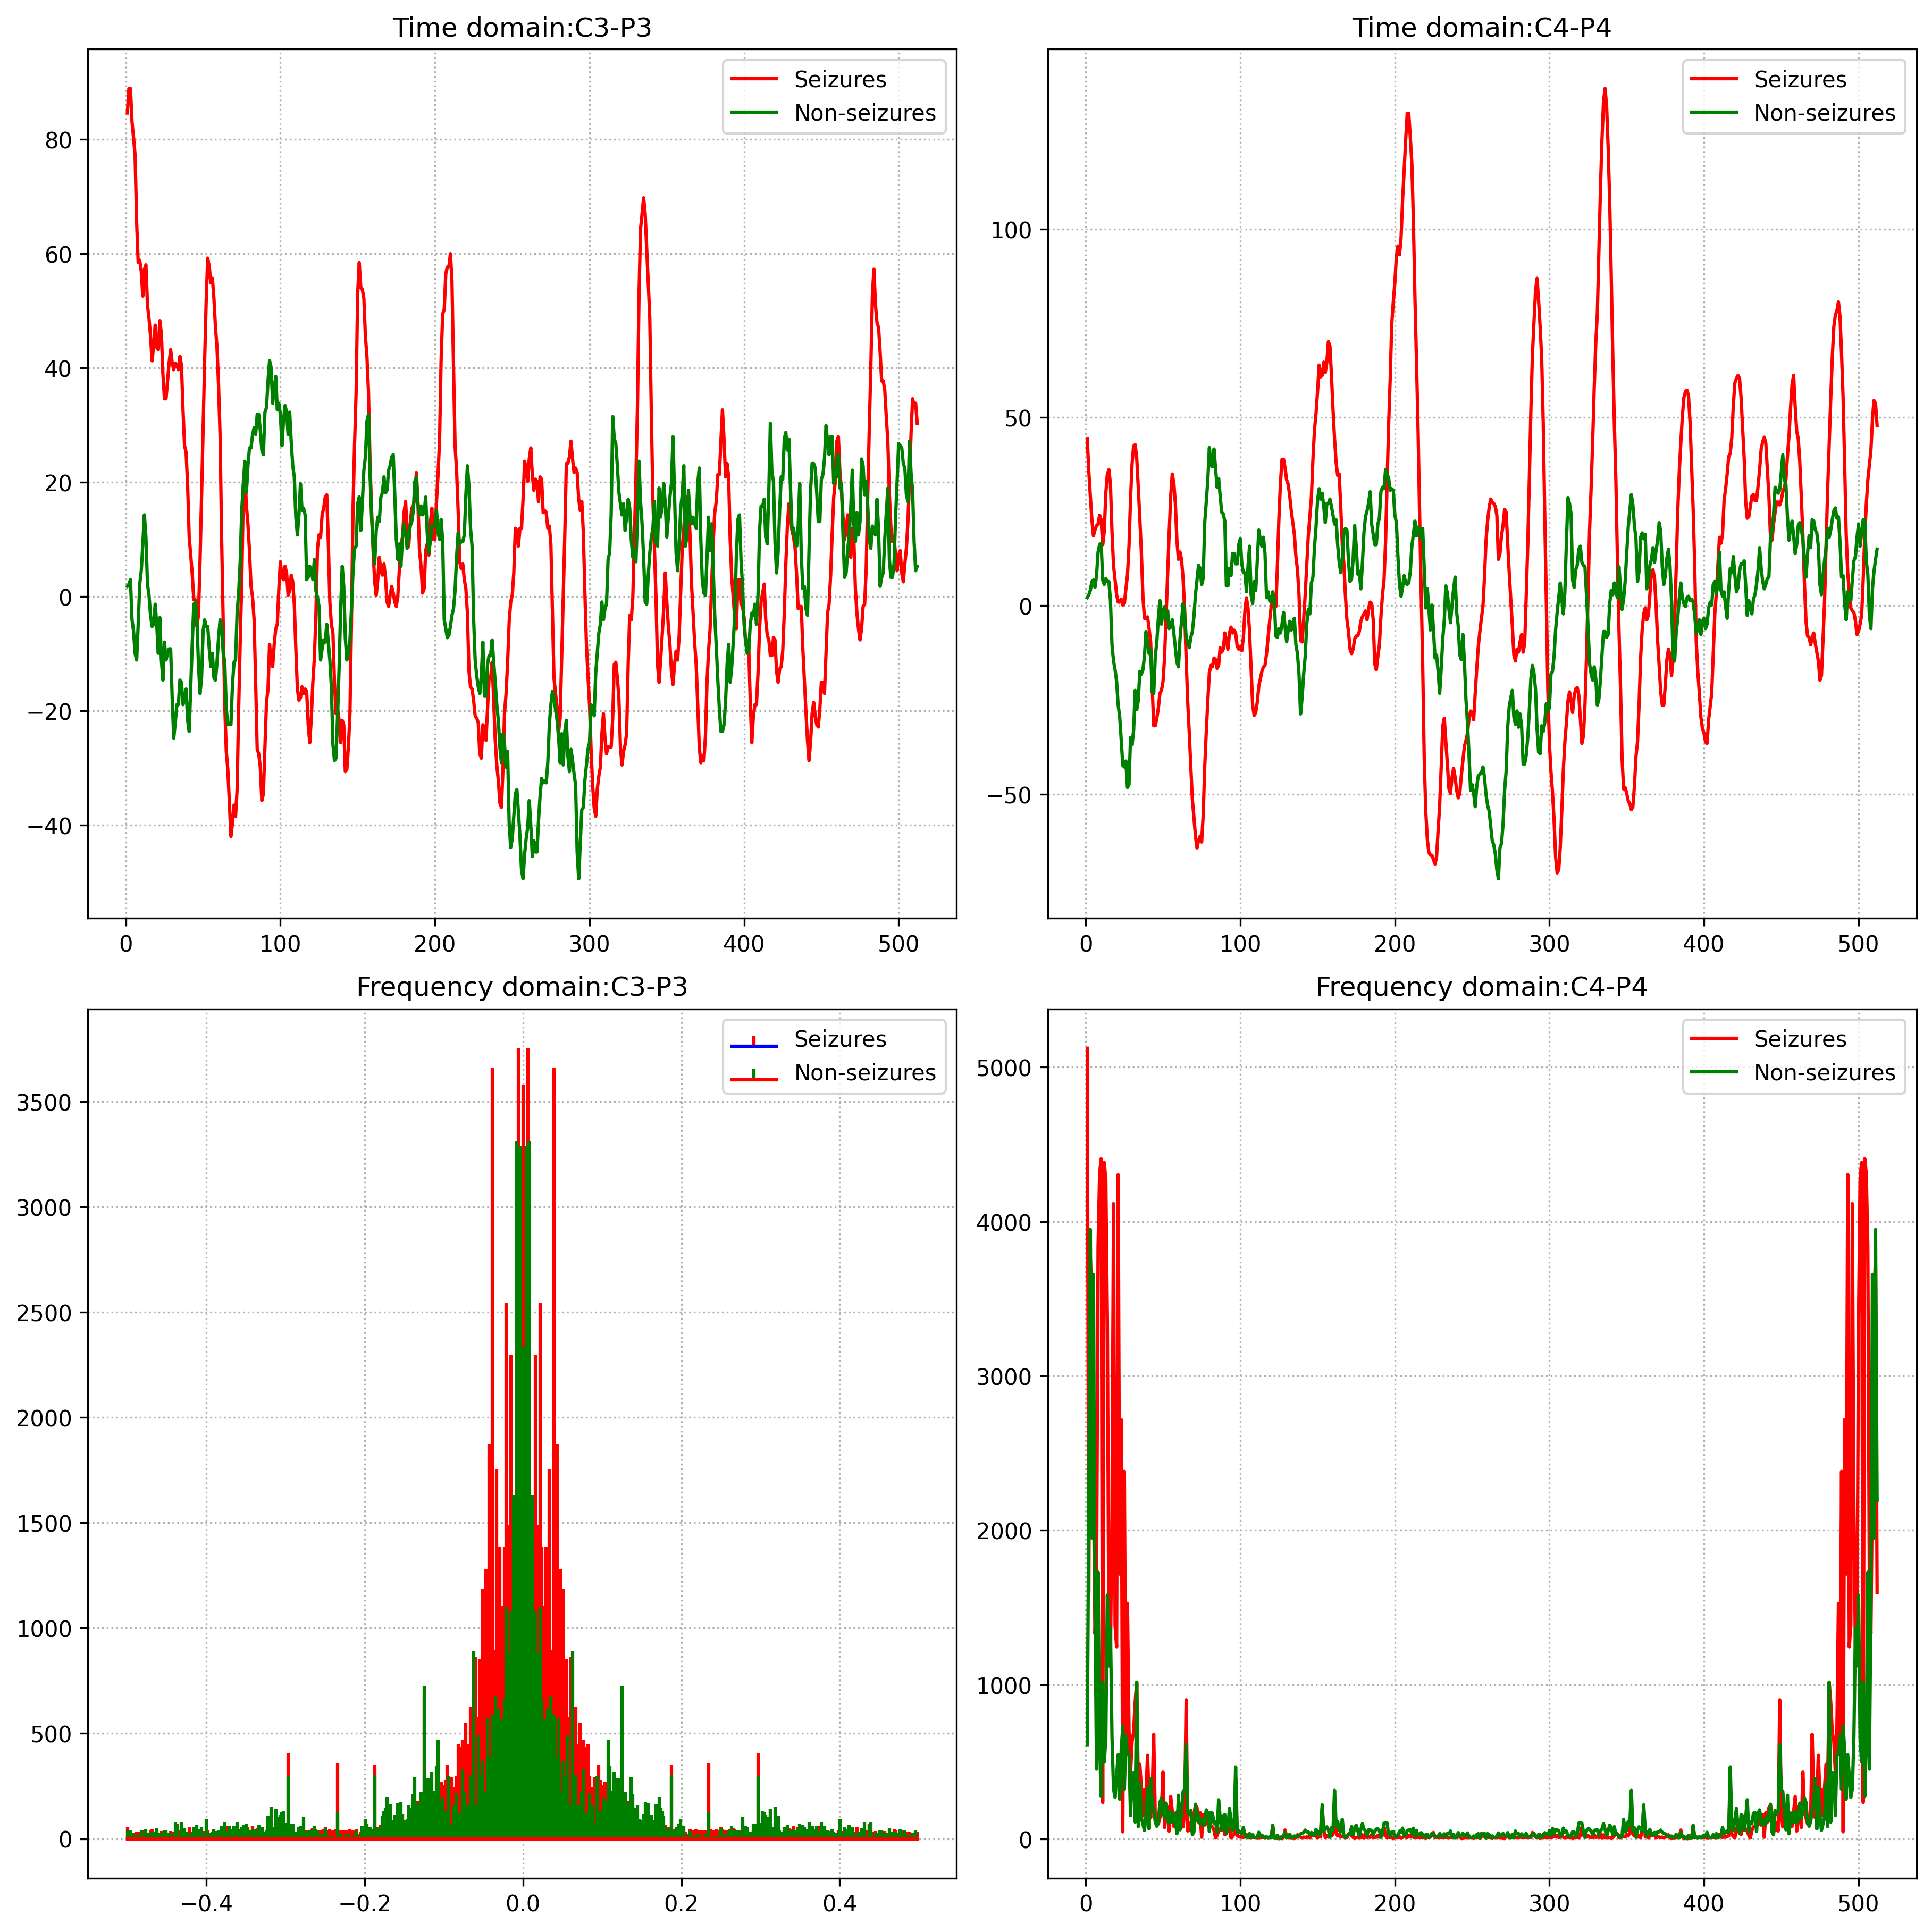 Time domain:C3-P3
Seizures
Non-seizures
80
60
40
20
0
−20
−40
0 100 200 300 400 500
Time domain:C4-P4
Seizures
Non-seizures
100
50
0
−50
0 100 200 300 400 500
Frequency domain:C3-P3
Seizures
Non-seizures
3500
3000
2500
2000
1500
1000
500
0
−0.4 −0.2 0.0 0.2 0.4
Frequency domain:C4-P4
Seizures
Non-seizures
5000
4000
3000
2000
1000
0
0 100 200 300 400 500